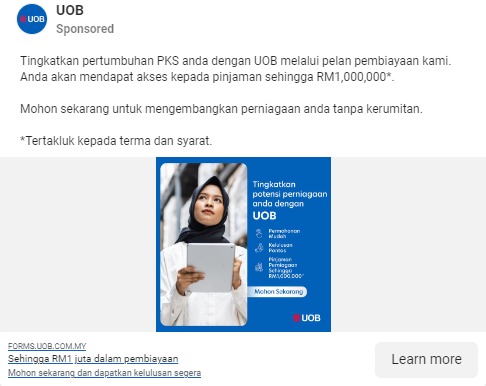 UOB
UOB
Sponsored
Tingkatkan pertumbuhan PKS anda dengan UOB melalui pelan pembiayaan kami.
Anda akan mendapat akses kepada pinjaman sehingga RM1,000,000*.
Mohon sekarang untuk mengembangkan perniagaan anda tanpa kerumitan.
*Tertakluk kepada terma dan syarat.
Tingkatkan
potensi perniagaan
anda dengan
UOB
Permohonan
Mudah
Kelulusan
Pantas
Pinjaman
Perniagaan
Sehingga
RM1,000,000*
Mohon Sekarang
UOB
FORMS.UOB.COM.MY
Sehingga RM1 juta dalam pembiayaan
Mohon sekarang dan dapatkan kelulusan segera
Learn more